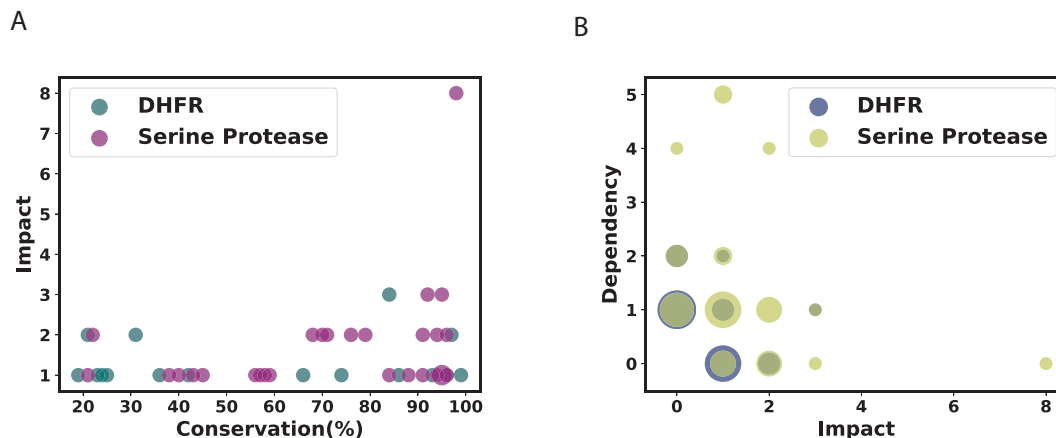 A
8
7
6
5
4
3
2
1
Impact
DHFR
Serine Protease
20 30 40 50 60 70 80 90 100
Conservation(%)
B
5
4
3
2
1
0
Dependency
DHFR
Serine Protease
0 2 4 6 8
Impact